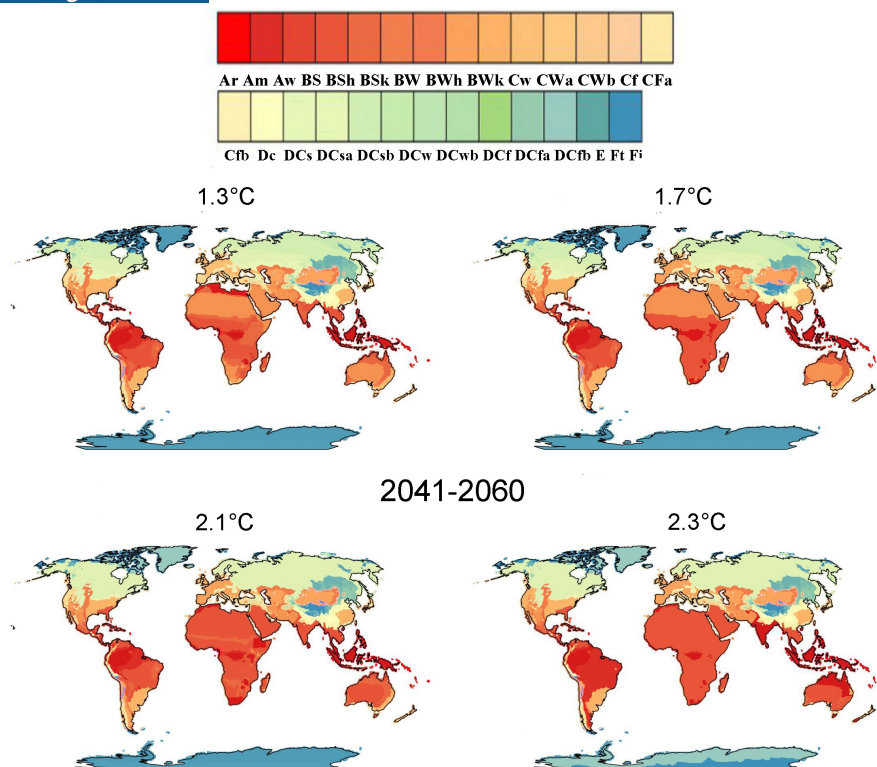 Ar Am Aw BS BSh BSk BW BWh BWk Cw CWa CWb Cf CFa
Cfb Dc DCs DCsa DCsb DCw DCwb DCf DCfa DCfb E Ft Fi
1.3°C 1.7°C
2041-2060
2.1°C 2.3°C